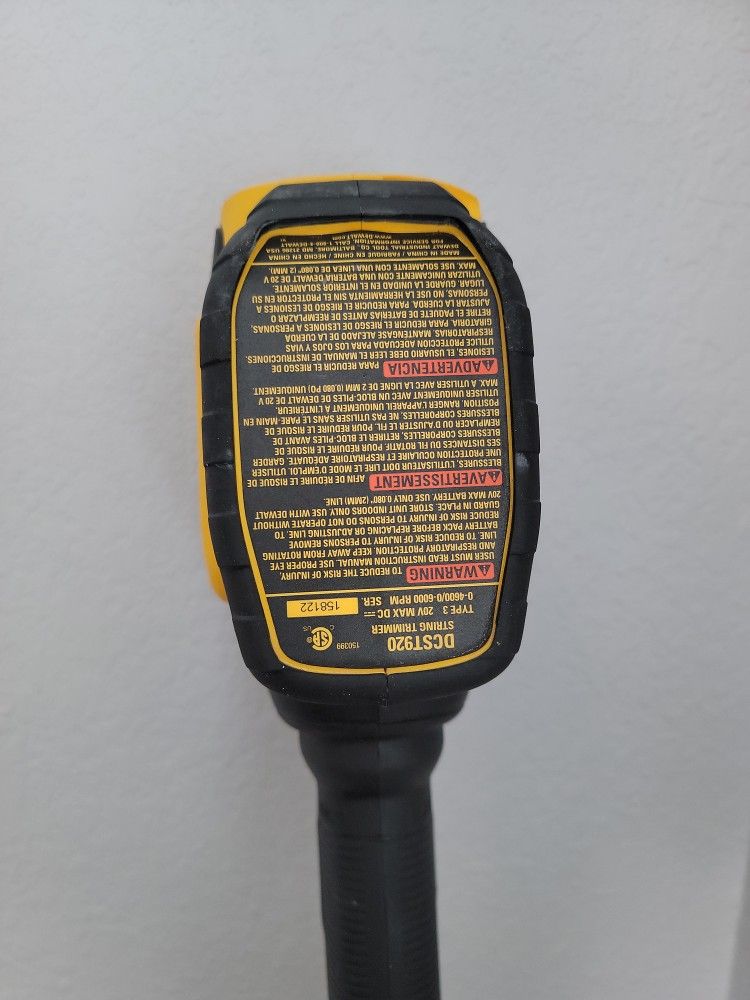 DCST920
STRING TRIMMER
TYPE 3 20V MAX DC
0-4600/0-6000 RPM SER. 158122
150399
SA
C US
®
WARNING TO REDUCE THE RISK OF INJURY,
USER MUST READ INSTRUCTION MANUAL. USE PROPER EYE
AND RESPIRATORY PROTECTION. KEEP AWAY FROM ROTATING
LINE. TO REDUCE RISK OF INJURY TO PERSONS REMOVE
BATTERY PACK BEFORE REPLACING OR ADJUSTING LINE. TO
REDUCE RISK OF INJURY TO PERSONS DO NOT OPERATE WITHOUT
GUARD IN PLACE. STORE UNIT INDOORS ONLY. USE ONLY WITH DEWALT
20V MAX BATTERY. USE ONLY 0.080" (2MM) LINE.
AVERTISSEMENT AFIN DE RÉDUIRE LE RISQUE DE
BLESSURES, L'UTILISATEUR DOIT LIRE LE MODE D'EMPLOI. UTILISER
UNE PROTECTION OCULAIRE ET RESPIRATOIRE ADÉQUATE. GARDER
SES DISTANCES DU FIL ROTATIF. POUR RÉDUIRE LE RISQUE DE
BLESSURES CORPORELLES, RETIRER LE BLOC-PILES AVANT DE
REMPLACER OU D'AJUSTER LE FIL. POUR RÉDUIRE LE RISQUE DE
BLESSURES CORPORELLES, NE PAS UTILISER SANS LE PARE-MAIN EN
POSITION. RANGER L'APPAREIL UNIQUEMENT À L'INTÉRIEUR.
UTILISER UNIQUEMENT AVEC UN BLOC-PILES DE DEWALT DE 20 V
MAX. À UTILISER AVEC LA LIGNE DE 2 MM (0.080 PO) UNIQUEMENT.
ADVERTENCIA PARA REDUCIR EL RIESGO DE
LESIONES, EL USUARIO DEBE LEER EL MANUAL DE INSTRUCCIONES.
UTILICE PROTECCIÓN ADECUADA PARA LOS OJOS Y VÍAS
RESPIRATORIAS. MANTÉNGASE ALEJADO DE LA CUERDA
GIRATORIA. PARA REDUCIR EL RIESGO DE LESIONES A PERSONAS,
RETIRE EL PAQUETE DE BATERÍAS ANTES DE REEMPLAZAR O
AJUSTAR LA CUERDA. PARA REDUCIR EL RIESGO DE LESIONES A
PERSONAS, NO USE LA HERRAMIENTA SIN EL PROTECTOR EN SU
LUGAR. GUARDE LA UNIDAD EN EL INTERIOR SOLAMENTE.
UTILIZAR ÚNICAMENTE CON UNA BATERÍA DEWALT DE 20 V
MAX. USE SOLAMENTE CON UNA LÍNEA DE 0.080" (2 MM).
MADE IN CHINA / FABRIQUÉ EN CHINE / HECHO EN CHINA
DEWALT INDUSTRIAL TOOL CO., BALTIMORE, MD 21286 USA
FOR SERVICE INFORMATION, CALL 1-800-4-DEWALT
www.DEWALT.com